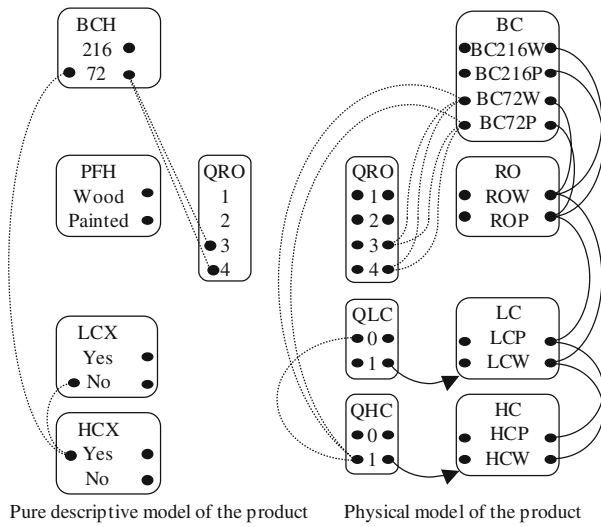 BCH
216
72
PFH
Wood
Painted
QRO
1
2
3
4
LCX
Yes
No
HCX
Yes
No
Pure descriptive model of the product
BC
BC216W
BC216P
BC72W
BC72P
QRO
1
2
3
4
RO
ROW
ROP
QLC
0
1
LC
LCP
LCW
QHC
0
1
HC
HCP
HCW
Physical model of the product